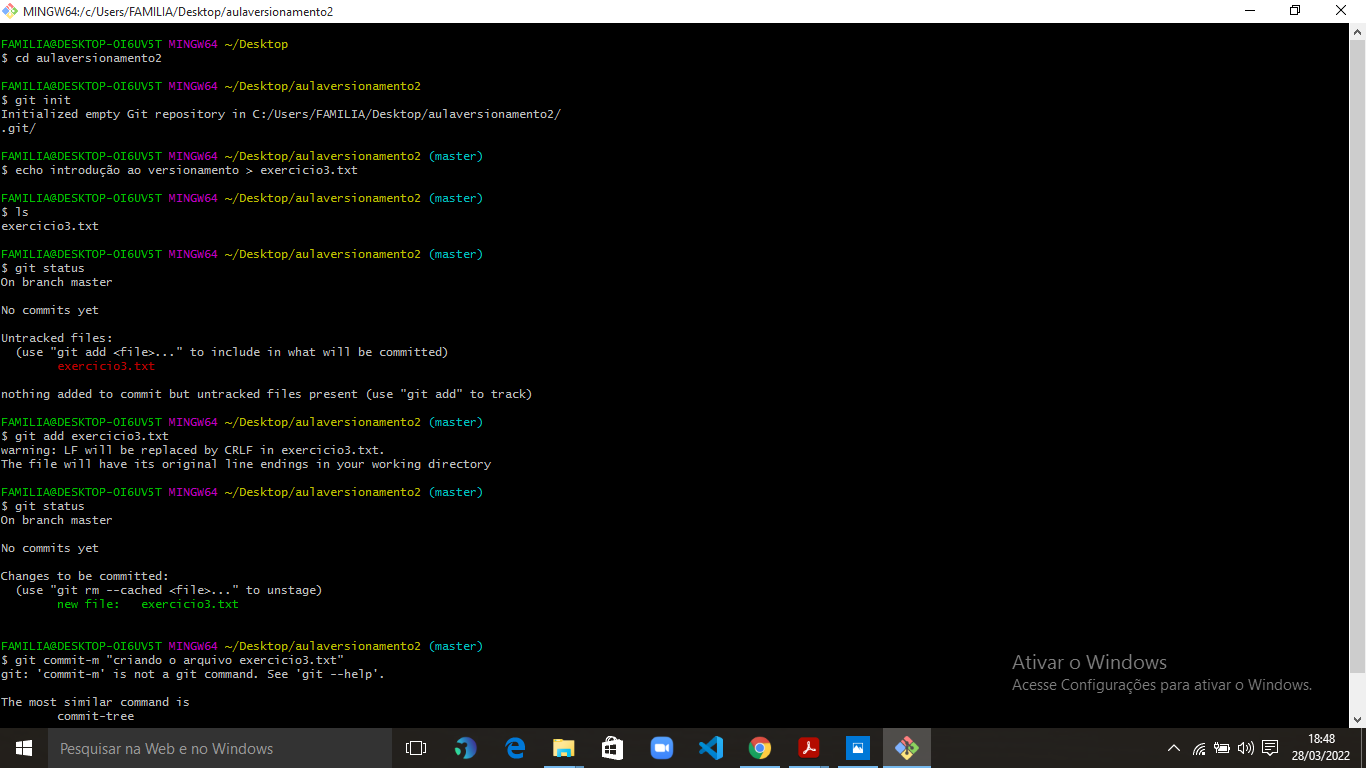 MINGW64:/c/Users/FAMILIA/Desktop/aulaversionamento2
FAMILIA@DESKTOP-OI6UV5T MINGW64 ~/Desktop
$ cd aulaversionamento2
FAMILIA@DESKTOP-OI6UV5T MINGW64 ~/Desktop/aulaversionamento2
$ git init
Initialized empty Git repository in C:/Users/FAMILIA/Desktop/aulaversionamento2/
.git/
FAMILIA@DESKTOP-OI6UV5T MINGW64 ~/Desktop/aulaversionamento2 (master)
$ echo introdução ao versionamento > exercicio3.txt
FAMILIA@DESKTOP-OI6UV5T MINGW64 ~/Desktop/aulaversionamento2 (master)
$ ls
exercicio3.txt
FAMILIA@DESKTOP-OI6UV5T MINGW64 ~/Desktop/aulaversionamento2 (master)
$ git status
On branch master
No commits yet
Untracked files:
  (use "git add <file>..." to include in what will be committed)
        exercicio3.txt
nothing added to commit but untracked files present (use "git add" to track)
FAMILIA@DESKTOP-OI6UV5T MINGW64 ~/Desktop/aulaversionamento2 (master)
$ git add exercicio3.txt
warning: LF will be replaced by CRLF in exercicio3.txt.
The file will have its original line endings in your working directory
FAMILIA@DESKTOP-OI6UV5T MINGW64 ~/Desktop/aulaversionamento2 (master)
$ git status
On branch master
No commits yet
Changes to be committed:
  (use "git rm --cached <file>..." to unstage)
        new file:   exercicio3.txt
FAMILIA@DESKTOP-OI6UV5T MINGW64 ~/Desktop/aulaversionamento2 (master)
$ git commit-m "criando o arquivo exercicio3.txt"
git: 'commit-m' is not a git command. See 'git --help'.
The most similar command is
        commit-tree
Ativar o Windows
Acesse Configurações para ativar o Windows.
Pesquisar na Web e no Windows
18:48
28/03/2022